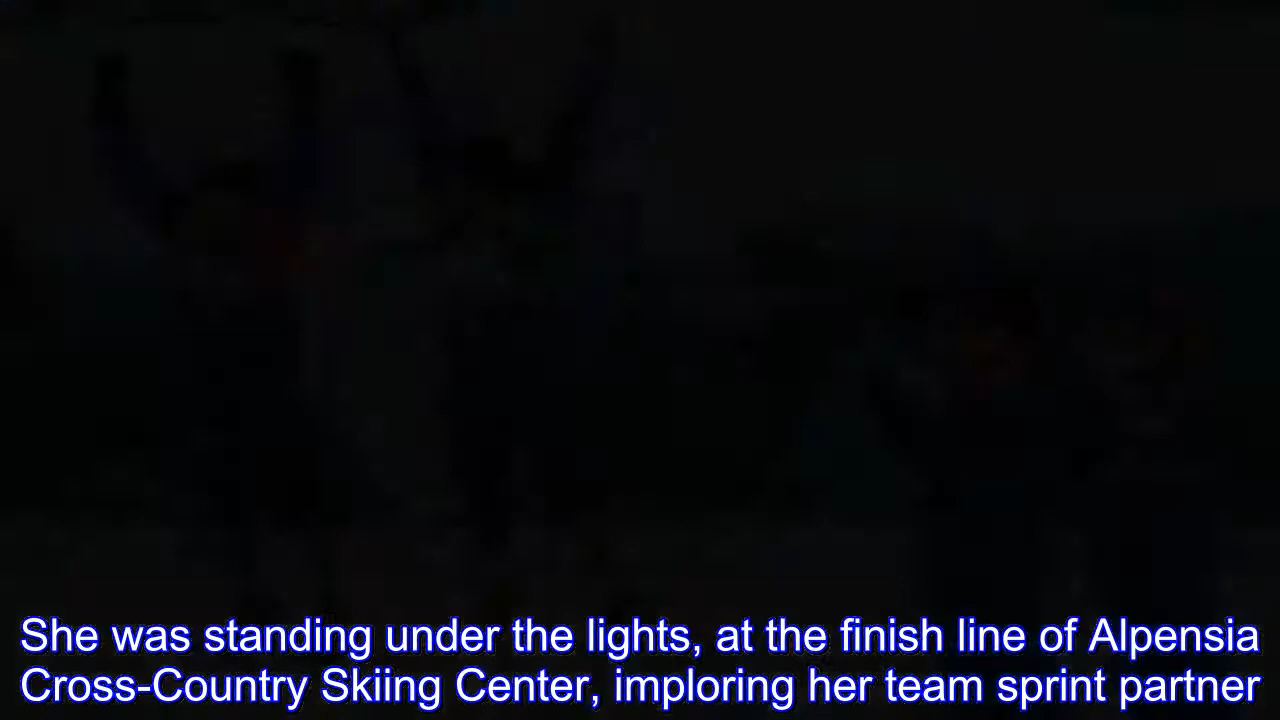 She was standing under the lights, at the finish line of Alpensia
Cross-Country Skiing Center, imploring her team sprint partner